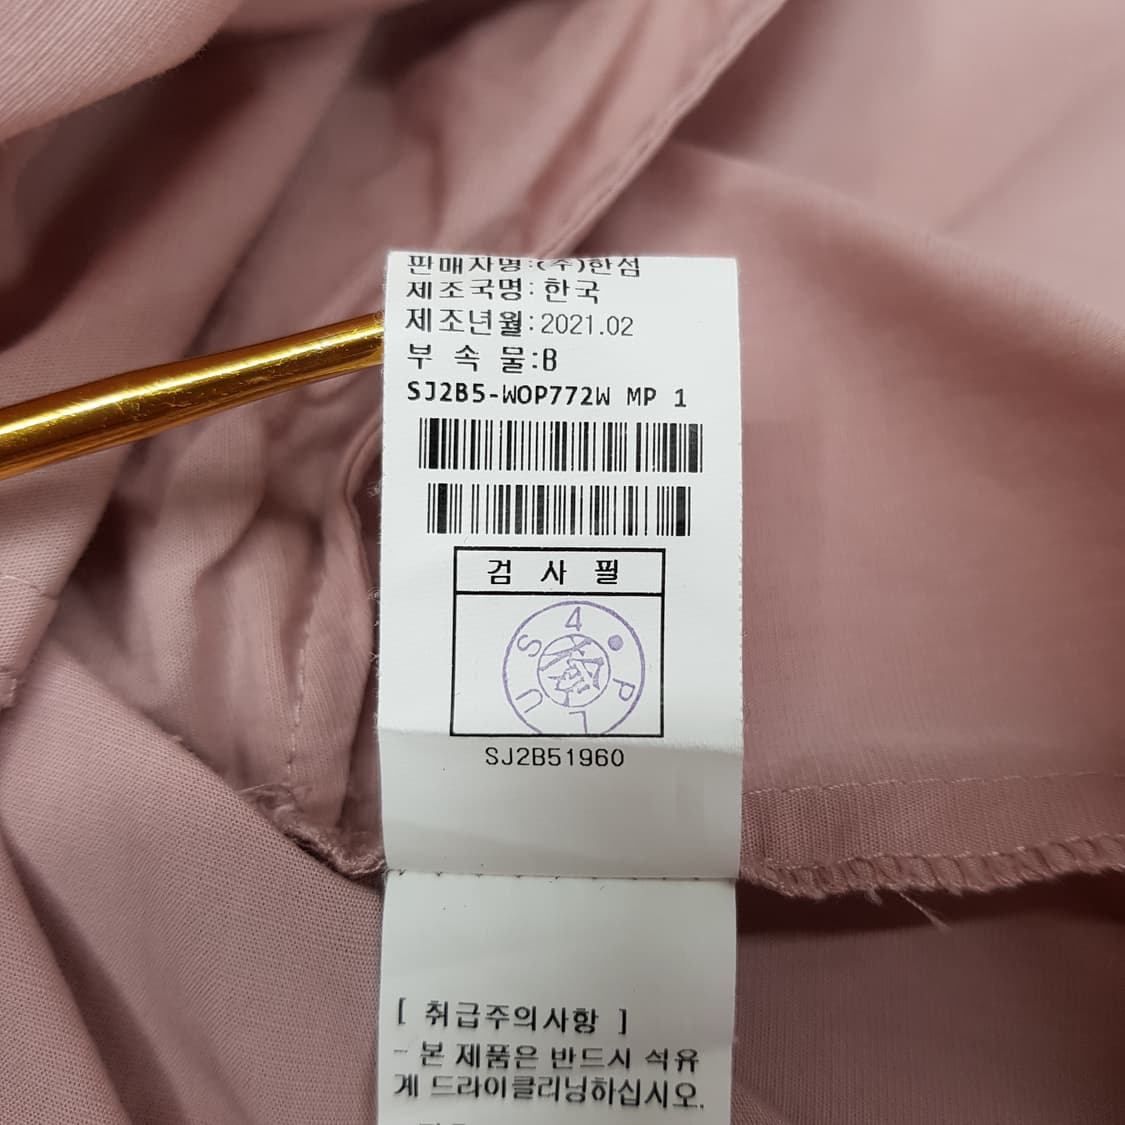 판매자명:(주)한섬
제조국명:한국
제조년월:2021.02
부 속 물:B
SJ2B5-WOP772W MP 1
검 사 필
4 PLUS
SJ2B51960
[ 취급주의사항 ]
- 본 제품은 반드시 석유
계 드라이클리닝하십시오.